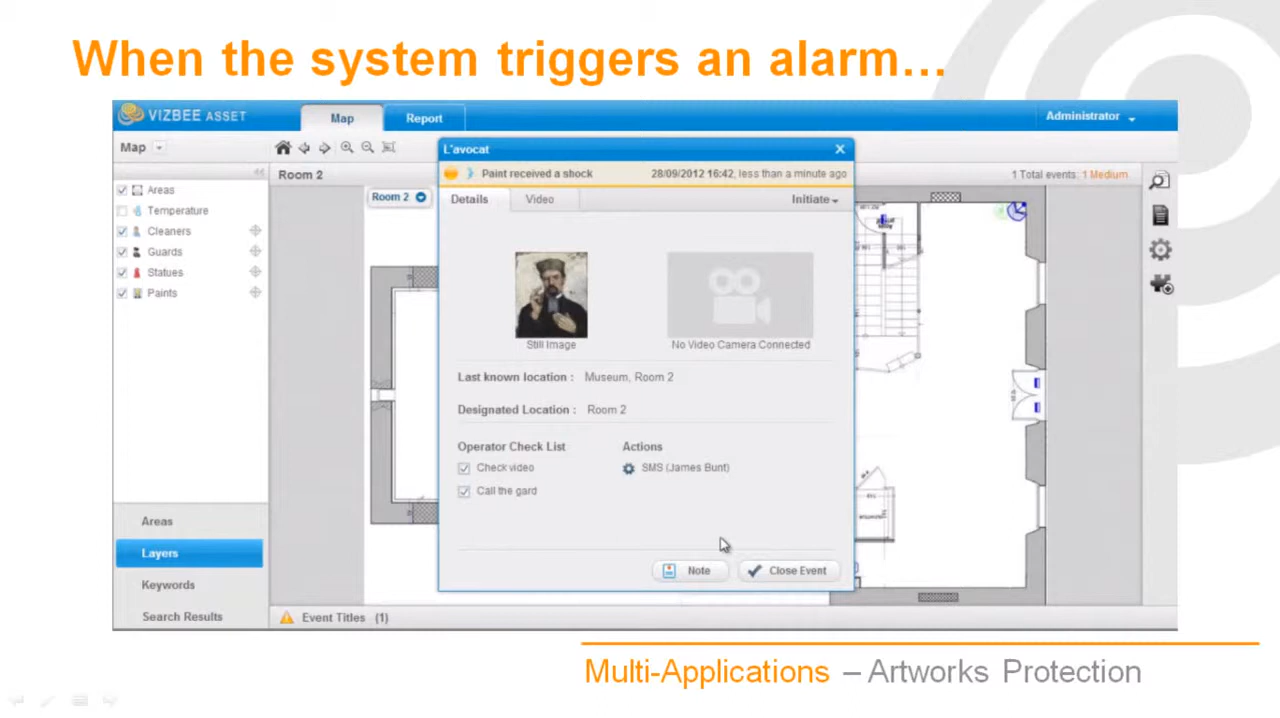 When the system triggers an alarm...
VIZBEE ASSET
Map
Report
Administrator
Map
Room 2
1 Total events: 1 Medium
L'avocat
Paint received a shock
28/09/2012 16:42, less than a minute ago
Details
Video
Initiate
Room 2
Areas
Temperature
Cleaners
Guards
Statues
Paints
Still Image
No Video Camera Connected
Last known location : Museum, Room 2
Designated Location : Room 2
Operator Check List
Actions
Check video
SMS (James Bunt)
Call the gard
Note
Close Event
Areas
Layers
Keywords
Search Results
Event Titles (1)
Multi-Applications – Artworks Protection